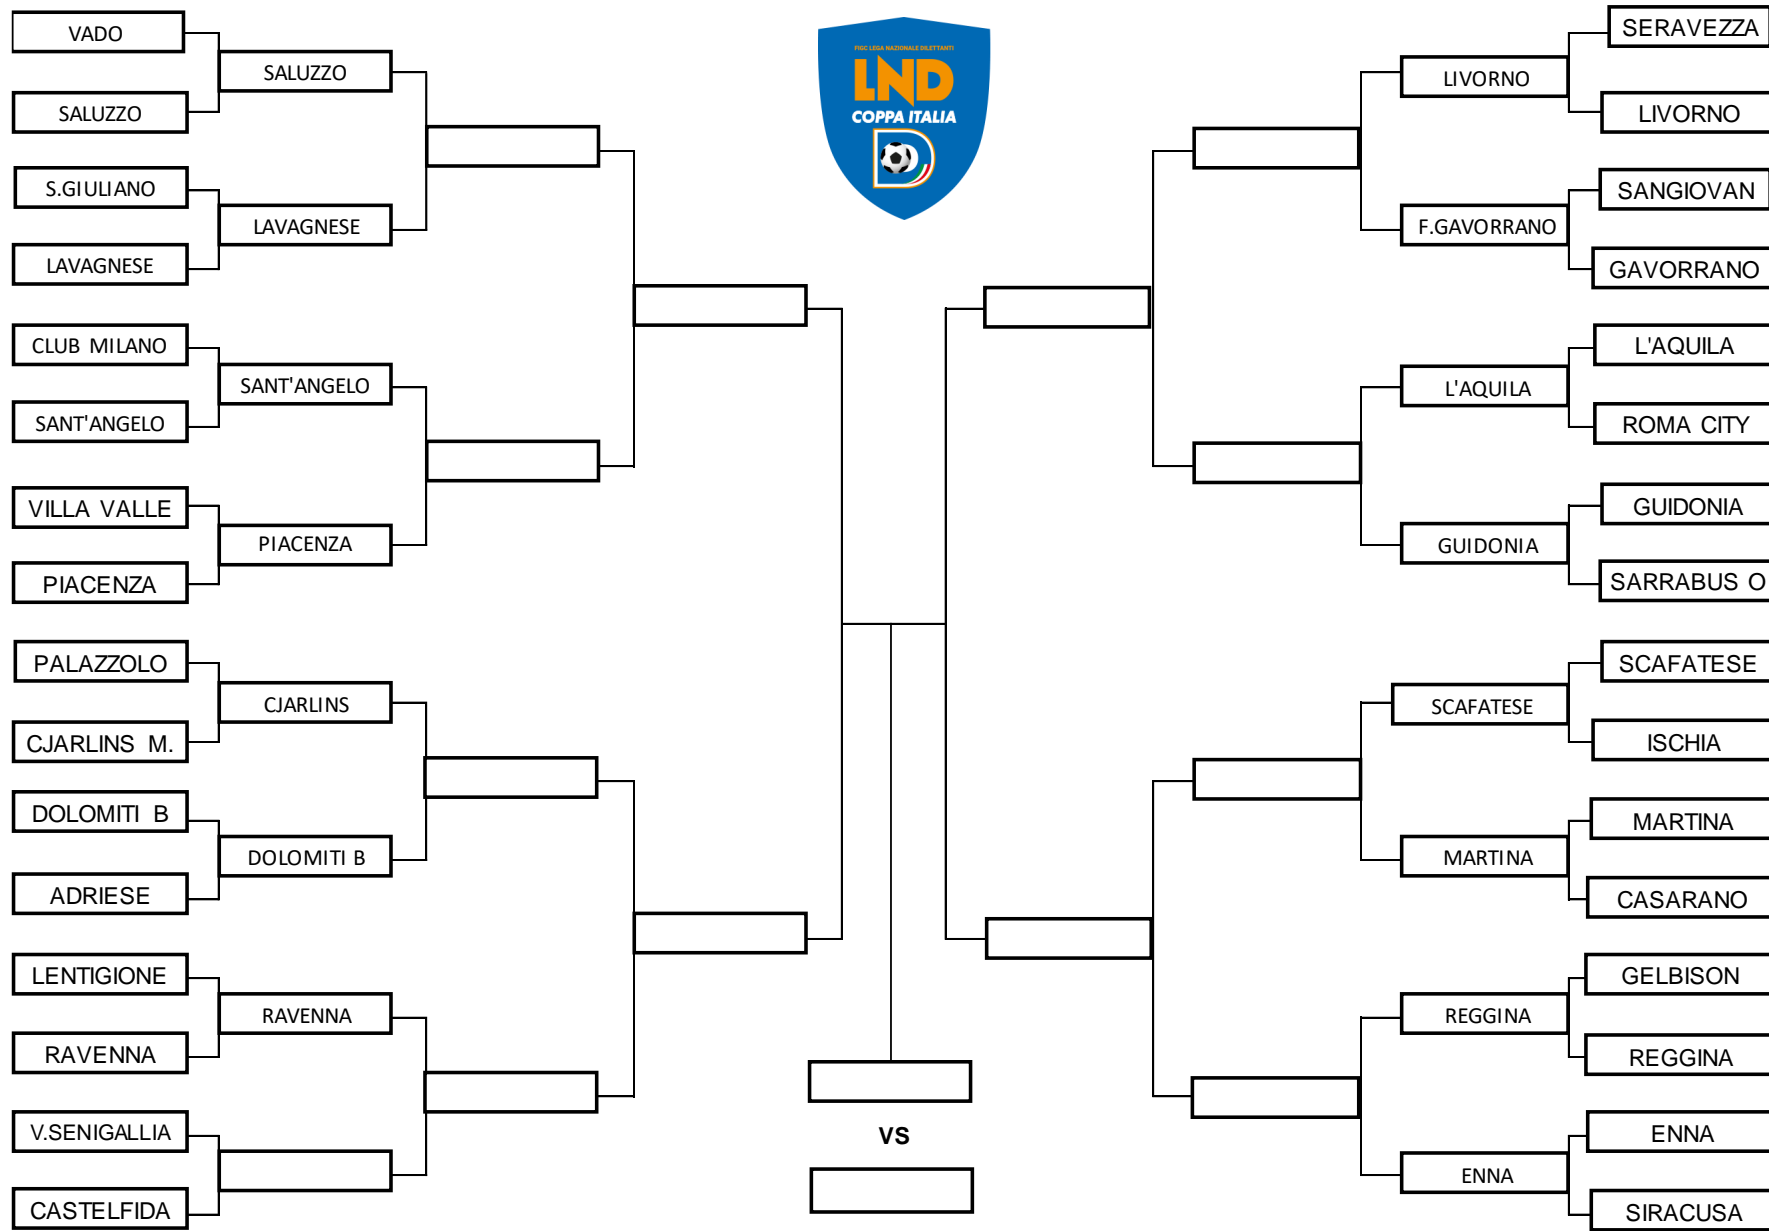 VADO
SALUZZO
S.GIULIANO
LAVAGNESE
CLUB MILANO
SANT'ANGELO
VILLA VALLE
PIACENZA
PALAZZOLO
CJARLINS M.
DOLOMITI B
ADRIESE
LENTIGIONE
RAVENNA
V.SENIGALLIA
CASTELFIDA
SALUZZO
LAVAGNESE
SANT'ANGELO
PIACENZA
CJARLINS
DOLOMITI B
RAVENNA
FIGC LEGA NAZIONALE DILETTANTI
LND
COPPA ITALIA
D
VS
LIVORNO
F.GAVORRANO
L'AQUILA
GUIDONIA
SCAFATESE
MARTINA
REGGINA
ENNA
SERAVEZZA
LIVORNO
SANGIOVAN
GAVORRANO
L'AQUILA
ROMA CITY
GUIDONIA
SARRABUS O
SCAFATESE
ISCHIA
MARTINA
CASARANO
GELBISON
REGGINA
ENNA
SIRACUSA